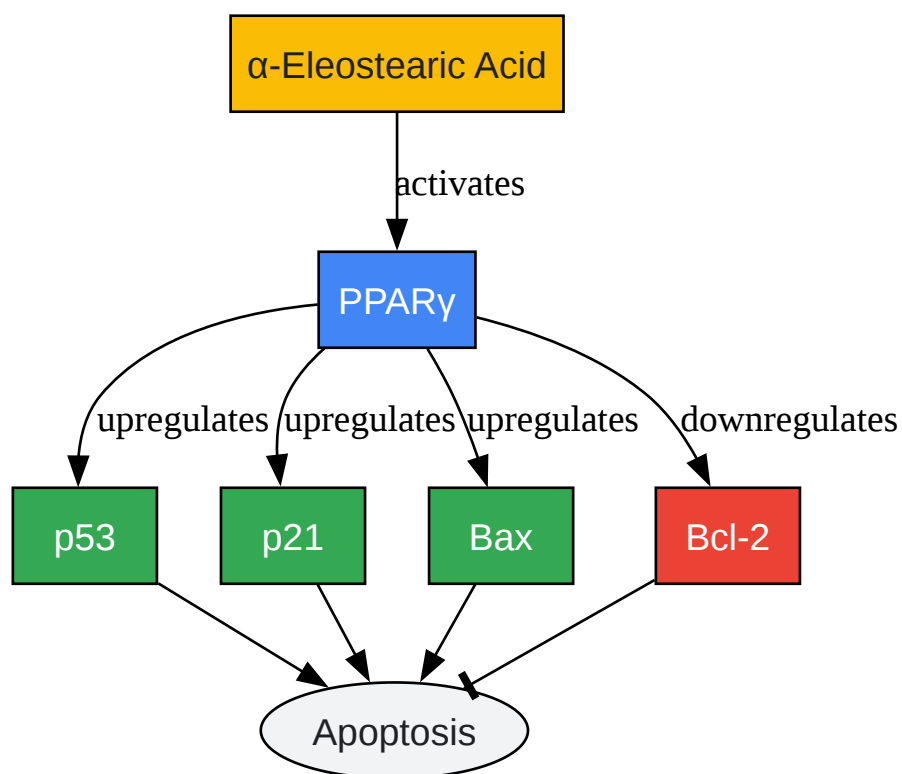 α-Eleostearic Acid
activates
PPARγ
upregulates
upregulates
upregulates
downregulates
p53
p21
Bax
Bcl-2
Apoptosis